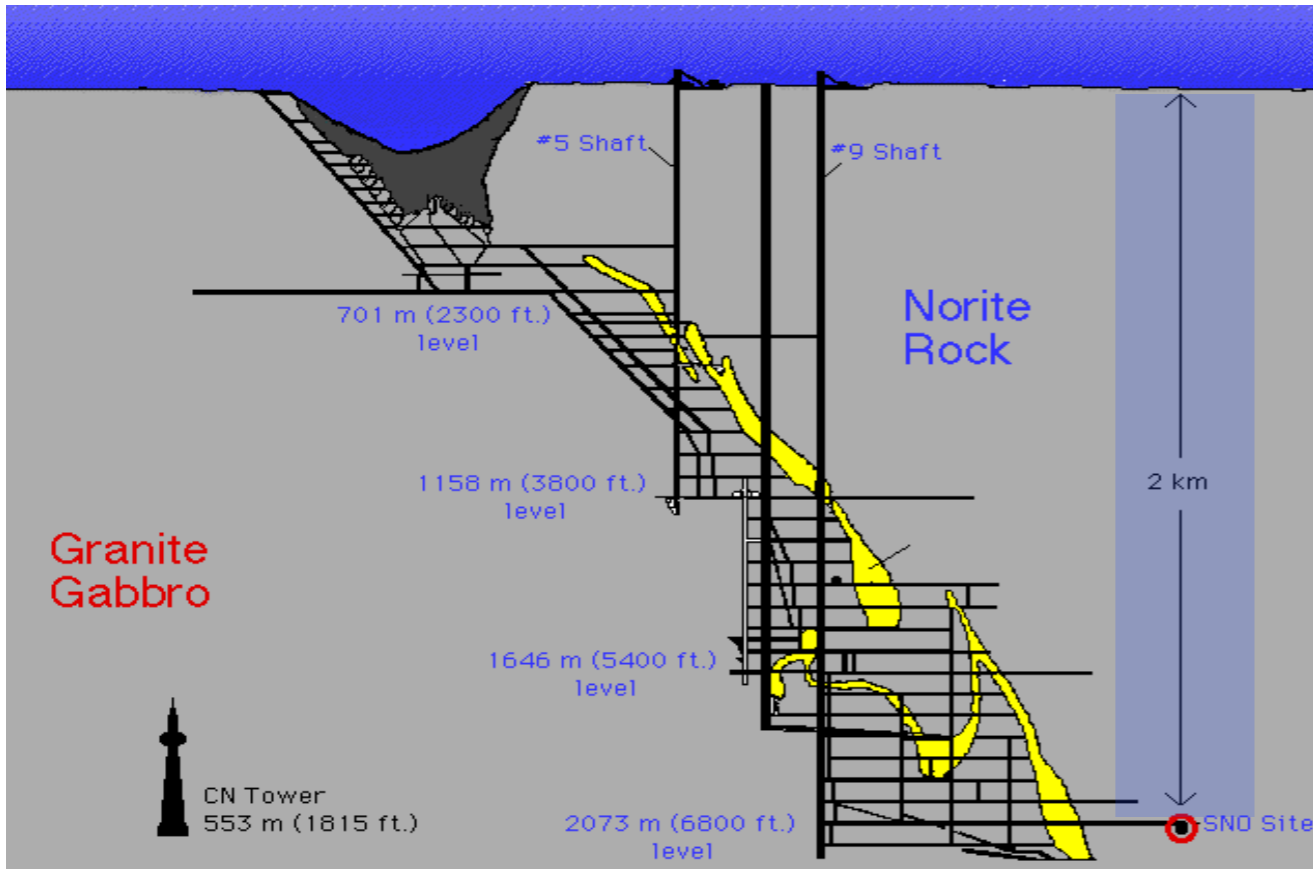 #5 Shaft
#9 Shaft
701 m (2300 ft.)
level
Norite
Rock
1158 m (3800 ft.)
level
2 km
Granite
Gabbro
1646 m (5400 ft.)
level
CN Tower
553 m (1815 ft.)
2073 m (6800 ft.)
level
SNO Site